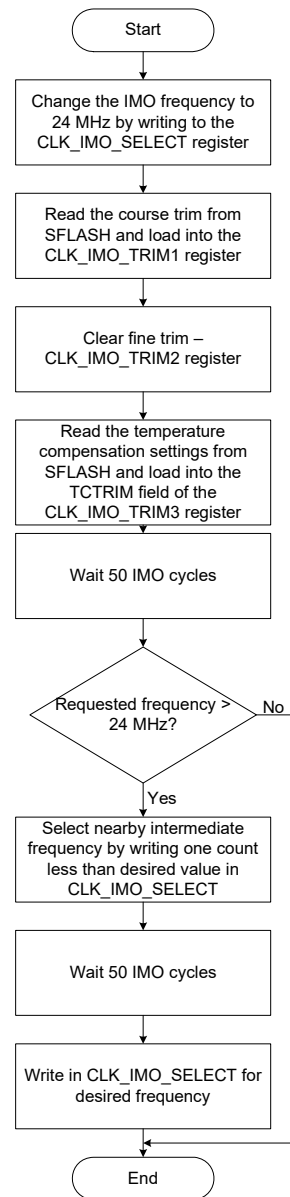 Start
Change the IMO frequency to
24 MHz by writing to the
CLK_IMO_SELECT register
Read the course trim from
SFLASH and load into the
CLK_IMO_TRIM1 register
Clear fine trim –
CLK_IMO_TRIM2 register
Read the temperature
compensation settings from
SFLASH and load into the
TCTRIM field of the
CLK_IMO_TRIM3 register
Wait 50 IMO cycles
Requested frequency >
24 MHz?
No
Yes
Select nearby intermediate
frequency by writing one count
less than desired value in
CLK_IMO_SELECT
Wait 50 IMO cycles
Write in CLK_IMO_SELECT for
desired frequency
End